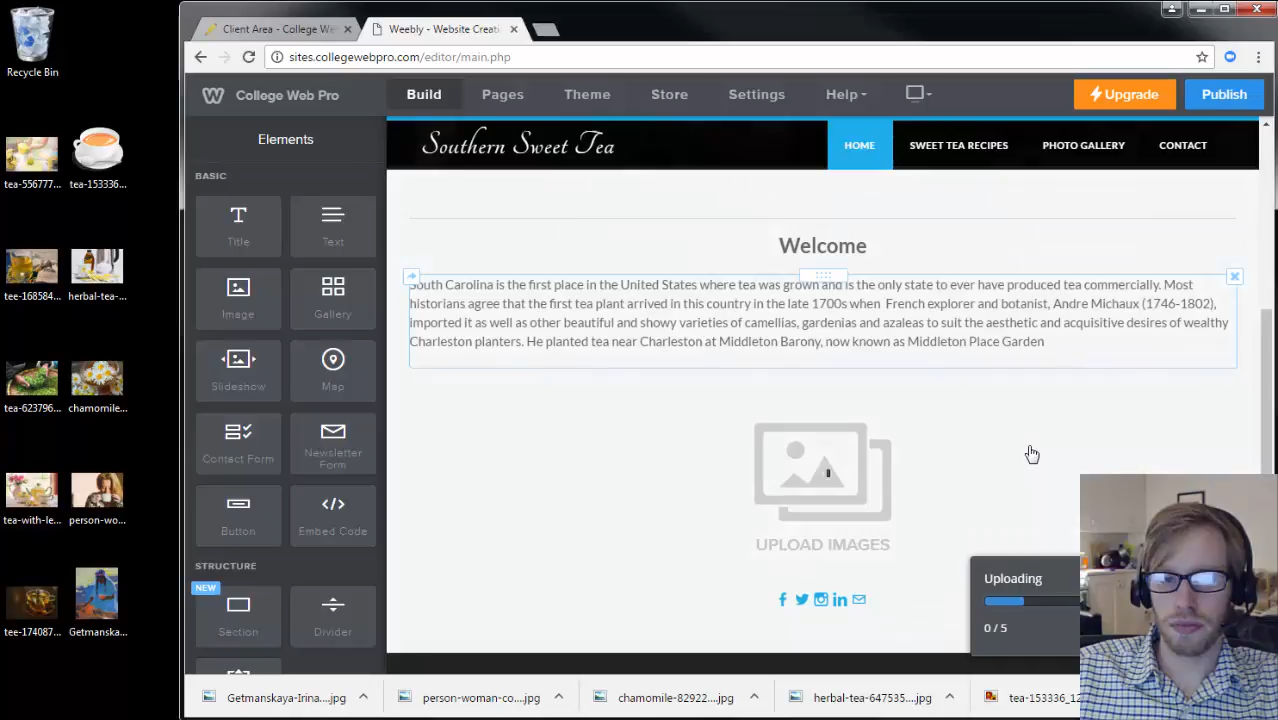 Client Area - College We
Weebly - Website Creati
sites.collegewebpro.com/editor/main.php
Recycle Bin
tea-556777...
tea-153336...
tee-168584...
herbal-tea-...
tea-623796...
chamomile...
tea-with-le...
person-wo...
tee-174087...
Getmanska...
College Web Pro
Build
Pages
Theme
Store
Settings
Help
Upgrade
Publish
Elements
BASIC
Title
Text
Image
Gallery
Slideshow
Map
Contact Form
Newsletter Form
Button
Embed Code
STRUCTURE
NEW
Section
Divider
Southern Sweet Tea
HOME
SWEET TEA RECIPES
PHOTO GALLERY
CONTACT
Welcome
South Carolina is the first place in the United States where tea was grown and is the only state to ever have produced tea commercially. Most
historians agree that the first tea plant arrived in this country in the late 1700s when French explorer and botanist, Andre Michaux (1746-1802),
imported it as well as other beautiful and showy varieties of camellias, gardenias and azaleas to suit the aesthetic and acquisitive desires of wealthy
Charleston planters. He planted tea near Charleston at Middleton Barony, now known as Middleton Place Garden
UPLOAD IMAGES
Uploading
0 / 5
Getmanskaya-Irina....jpg
person-woman-co....jpg
chamomile-82922....jpg
herbal-tea-647535....jpg
tea-153336_12